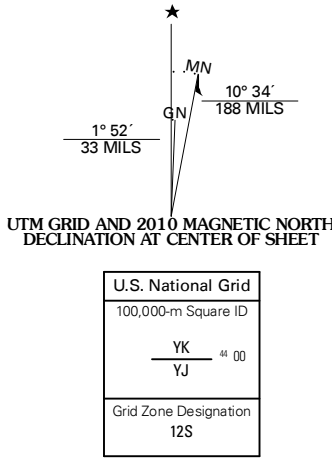 ★
MN
GN
10° 34´
188 MILS
1° 52´
33 MILS
UTM GRID AND 2010 MAGNETIC NORTH
DECLINATION AT CENTER OF SHEET
U.S. National Grid
100,000-m Square ID
YK
YJ
44 00
Grid Zone Designation
12S